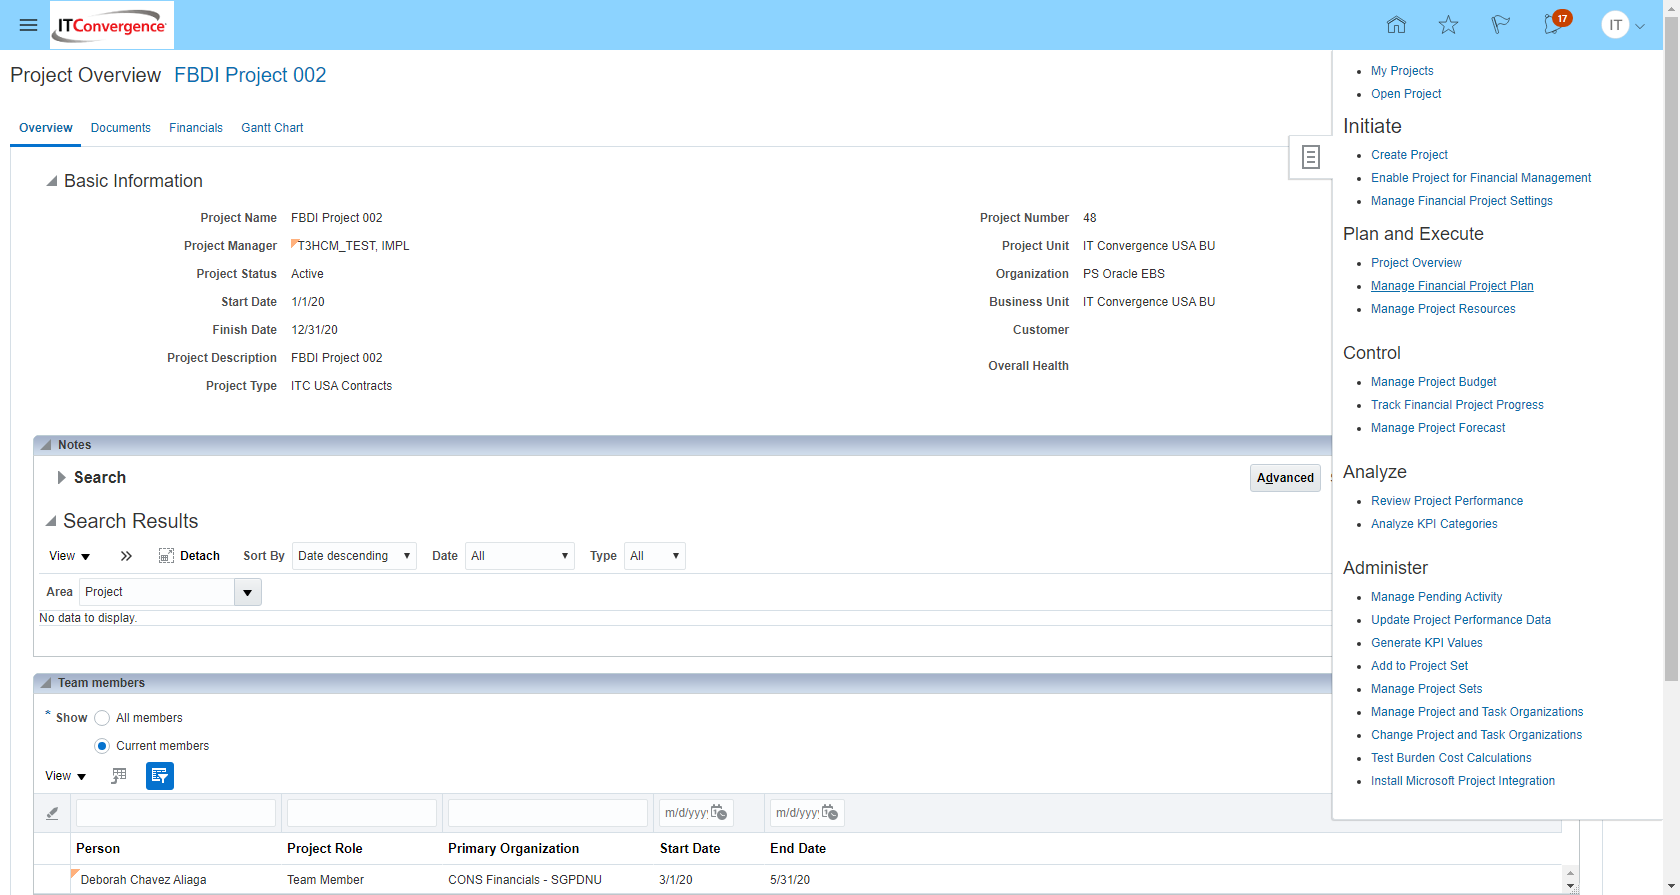 ITConvergence
17
IT
Project Overview FBDI Project 002
Overview Documents Financials Gantt Chart
Basic Information
Project Name FBDI Project 002
Project Manager T3HCM_TEST, IMPL
Project Status Active
Start Date 1/1/20
Finish Date 12/31/20
Project Description FBDI Project 002
Project Type ITC USA Contracts
Project Number 48
Project Unit IT Convergence USA BU
Organization PS Oracle EBS
Business Unit IT Convergence USA BU
Customer
Overall Health
Notes
Search
Advanced
Search Results
View Detach Sort By Date descending Date All Type All
Area Project
No data to display.
Team members
* Show All members
Current members
View
m/d/yyy m/d/yyy
Person Project Role Primary Organization Start Date End Date
Deborah Chavez Aliaga Team Member CONS Financials - SGPDNU 3/1/20 5/31/20
• My Projects
• Open Project
Initiate
• Create Project
• Enable Project for Financial Management
• Manage Financial Project Settings
Plan and Execute
• Project Overview
• Manage Financial Project Plan
• Manage Project Resources
Control
• Manage Project Budget
• Track Financial Project Progress
• Manage Project Forecast
Analyze
• Review Project Performance
• Analyze KPI Categories
Administer
• Manage Pending Activity
• Update Project Performance Data
• Generate KPI Values
• Add to Project Set
• Manage Project Sets
• Manage Project and Task Organizations
• Change Project and Task Organizations
• Test Burden Cost Calculations
• Install Microsoft Project Integration